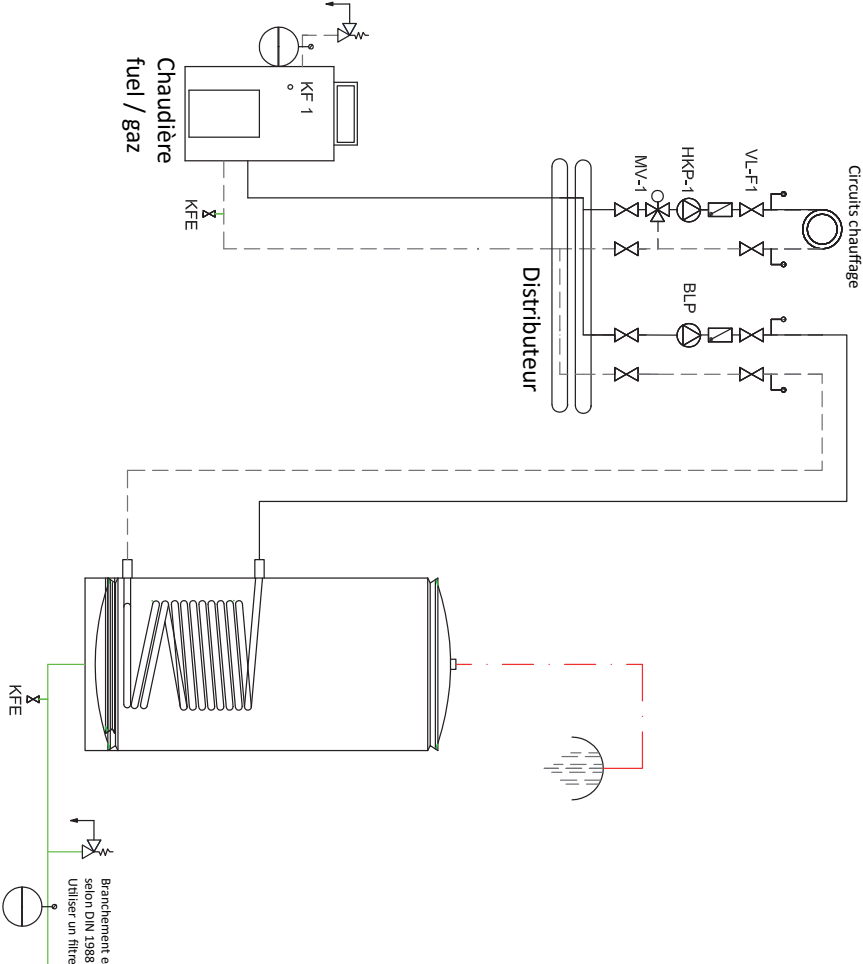 Circuits chauffage
VL-F1
HKP-1
MV-1
BLP
Distributeur
KF 1
Chaudière
fuel / gaz
KFE
KFE
Branchement e
selon DIN 1988
Utiliser un filtre